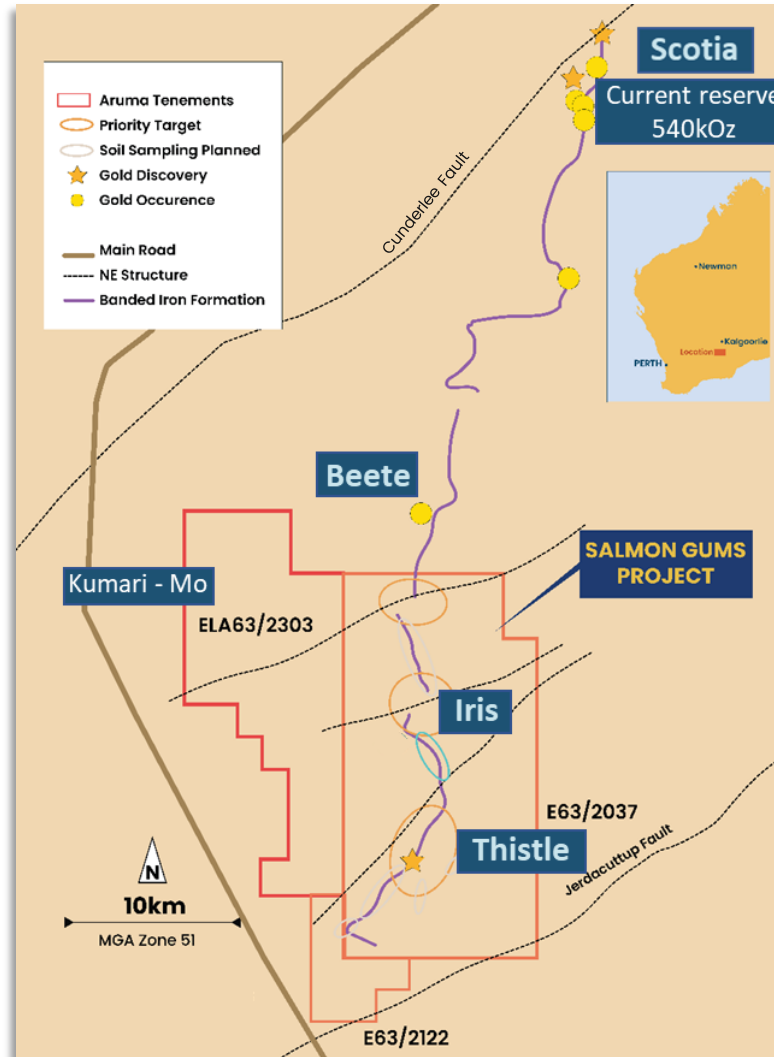 Scotia
Current reserve
540kOz
Aruma Tenements
Priority Target
Soil Sampling Planned
Gold Discovery
Gold Occurence
Main Road
NE Structure
Banded Iron Formation
Cunderlee Fault
Newman
Kalgoorlie
Location
PERTH
Beete
SALMON GUMS
PROJECT
Kumari - Mo
ELA63/2303
Iris
E63/2037
Thistle
Jerdacuttup Fault
N
10km
MGA Zone 51
E63/2122